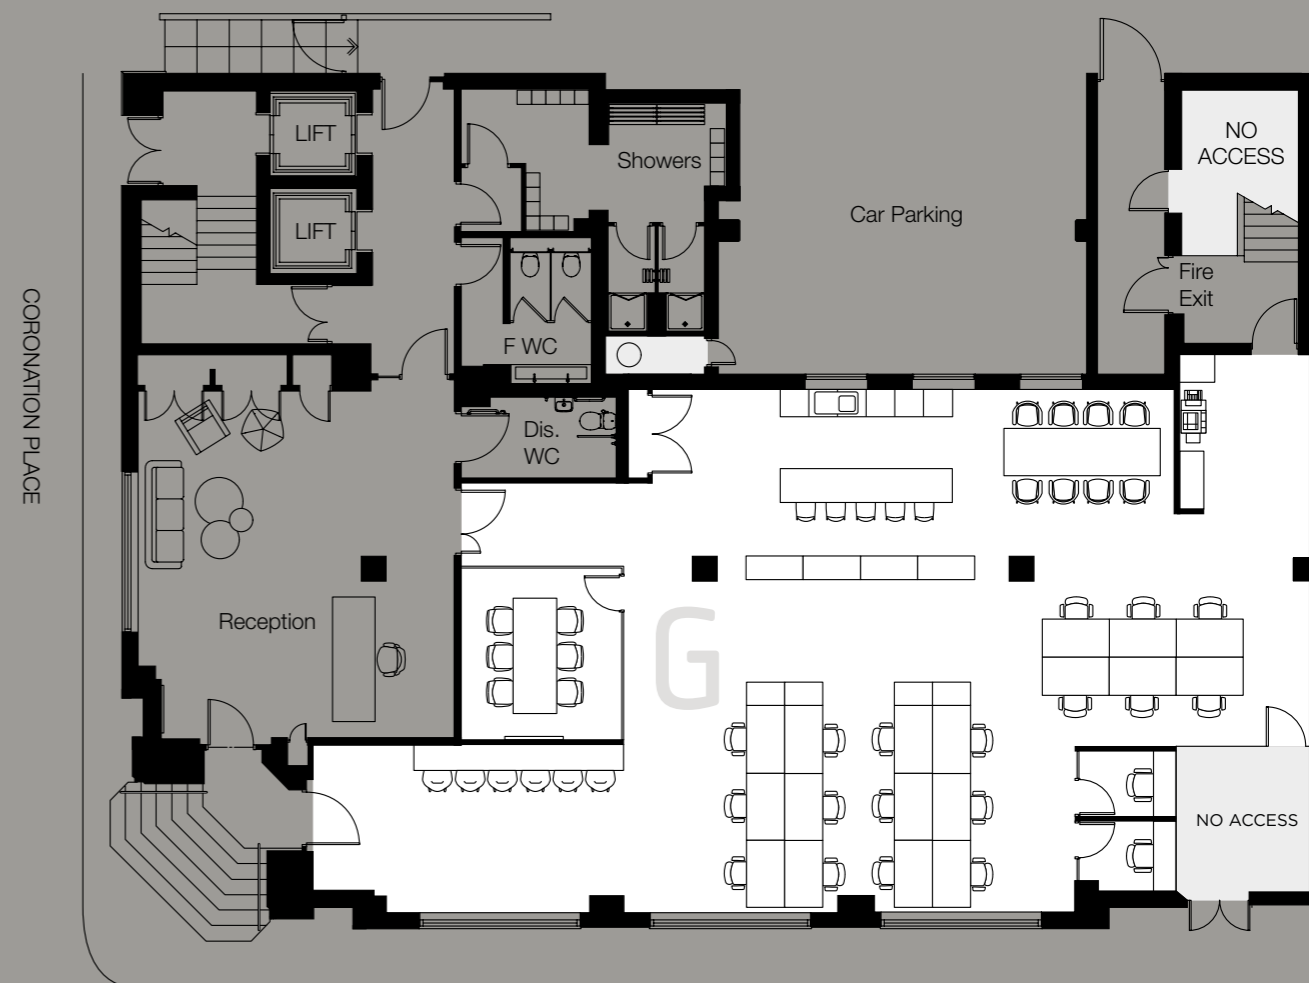 LIFT
NO
ACCESS
Showers
Car Parking
LIFT
Fire
Exit
CORONATION PLACE
F WC
Dis.
WC
Reception
G
NO ACCESS